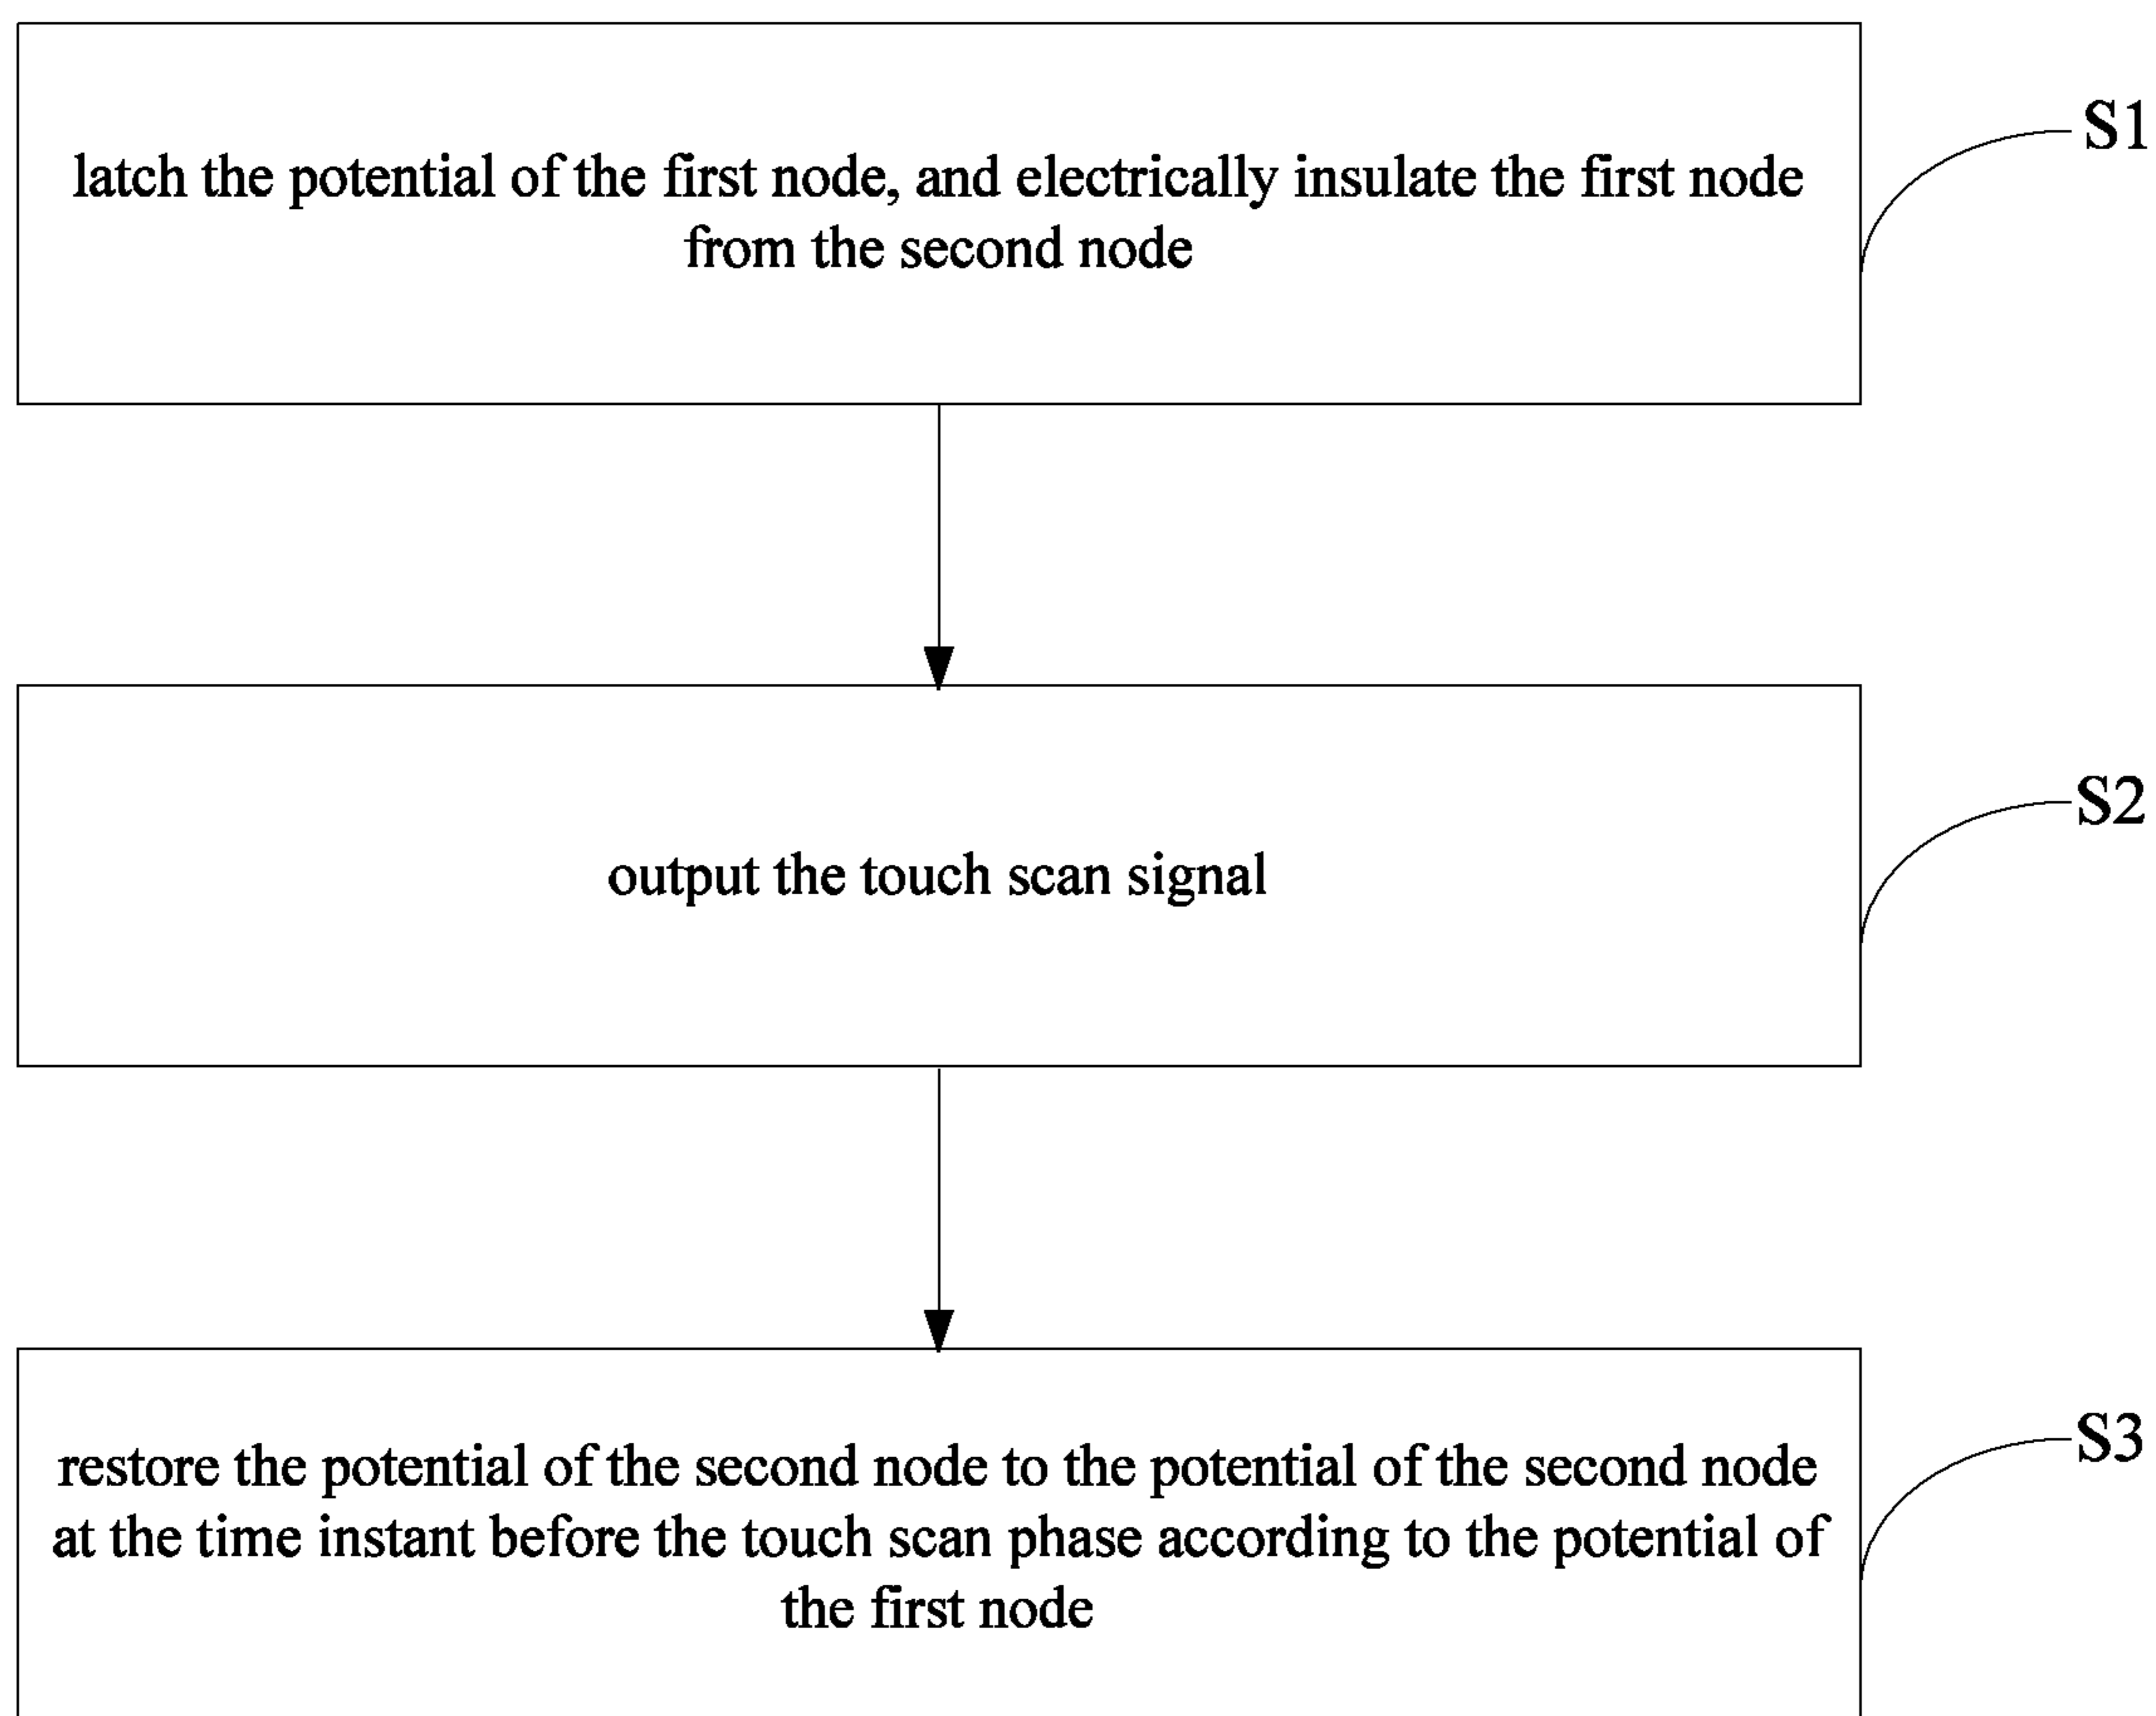 latch the potential of the first node, and electrically insulate the first node
from the second node
S1
output the touch scan signal
S2
restore the potential of the second node to the potential of the second node
at the time instant before the touch scan phase according to the potential of
the first node
S3